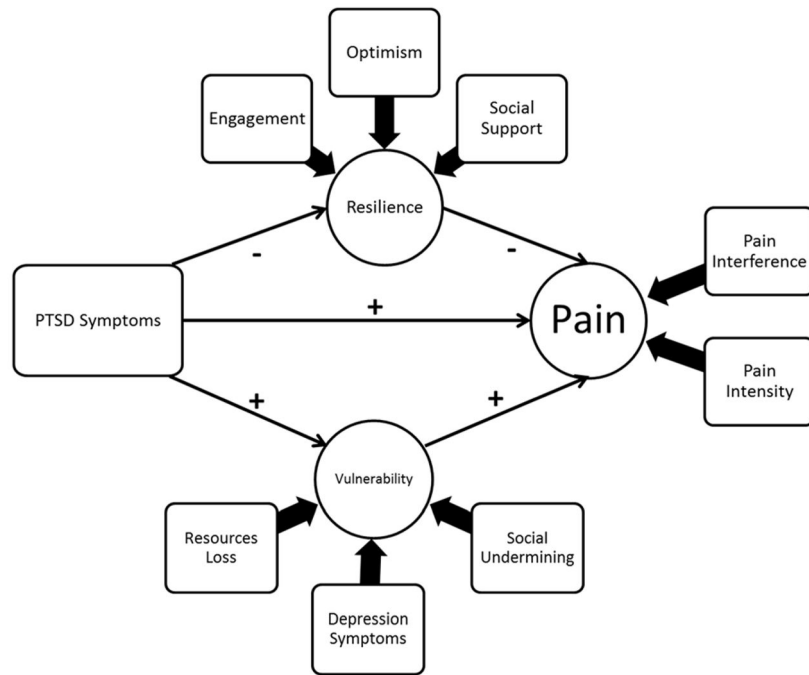 Optimism
Engagement
Social
Support
Resilience
Pain
Interference
-
-
PTSD Symptoms
+
Pain
Pain
Intensity
+
+
Vulnerability
Resources
Loss
Social
Undermining
Depression
Symptoms